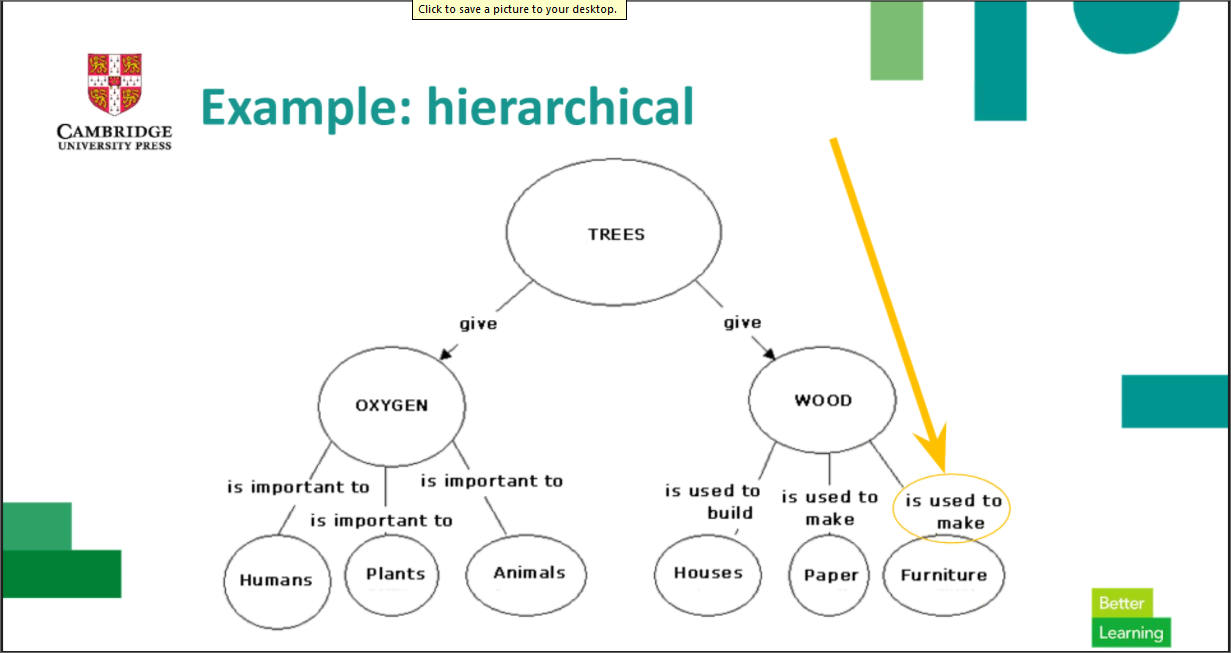 Click to save a picture to your desktop.
CAMBRIDGE
UNIVERSITY PRESS
Example: hierarchical
TREES
give
give
OXYGEN
WOOD
is important to
is important to
is important to
is used to
build
is used to
make
is used to
make
Humans
Plants
Animals
Houses
Paper
Furniture
Better
Learning